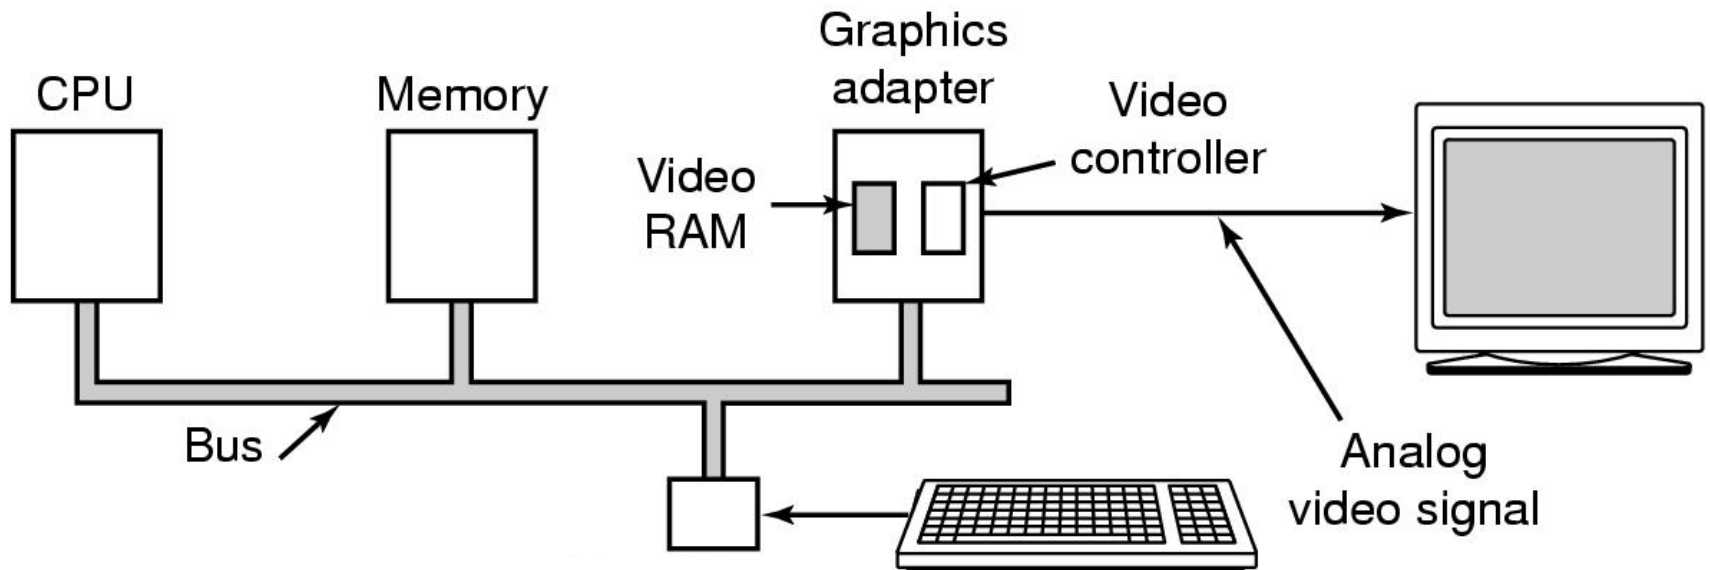 CPU
Memory
Graphics
adapter
Video
controller
Video
RAM
Bus
Analog
video signal